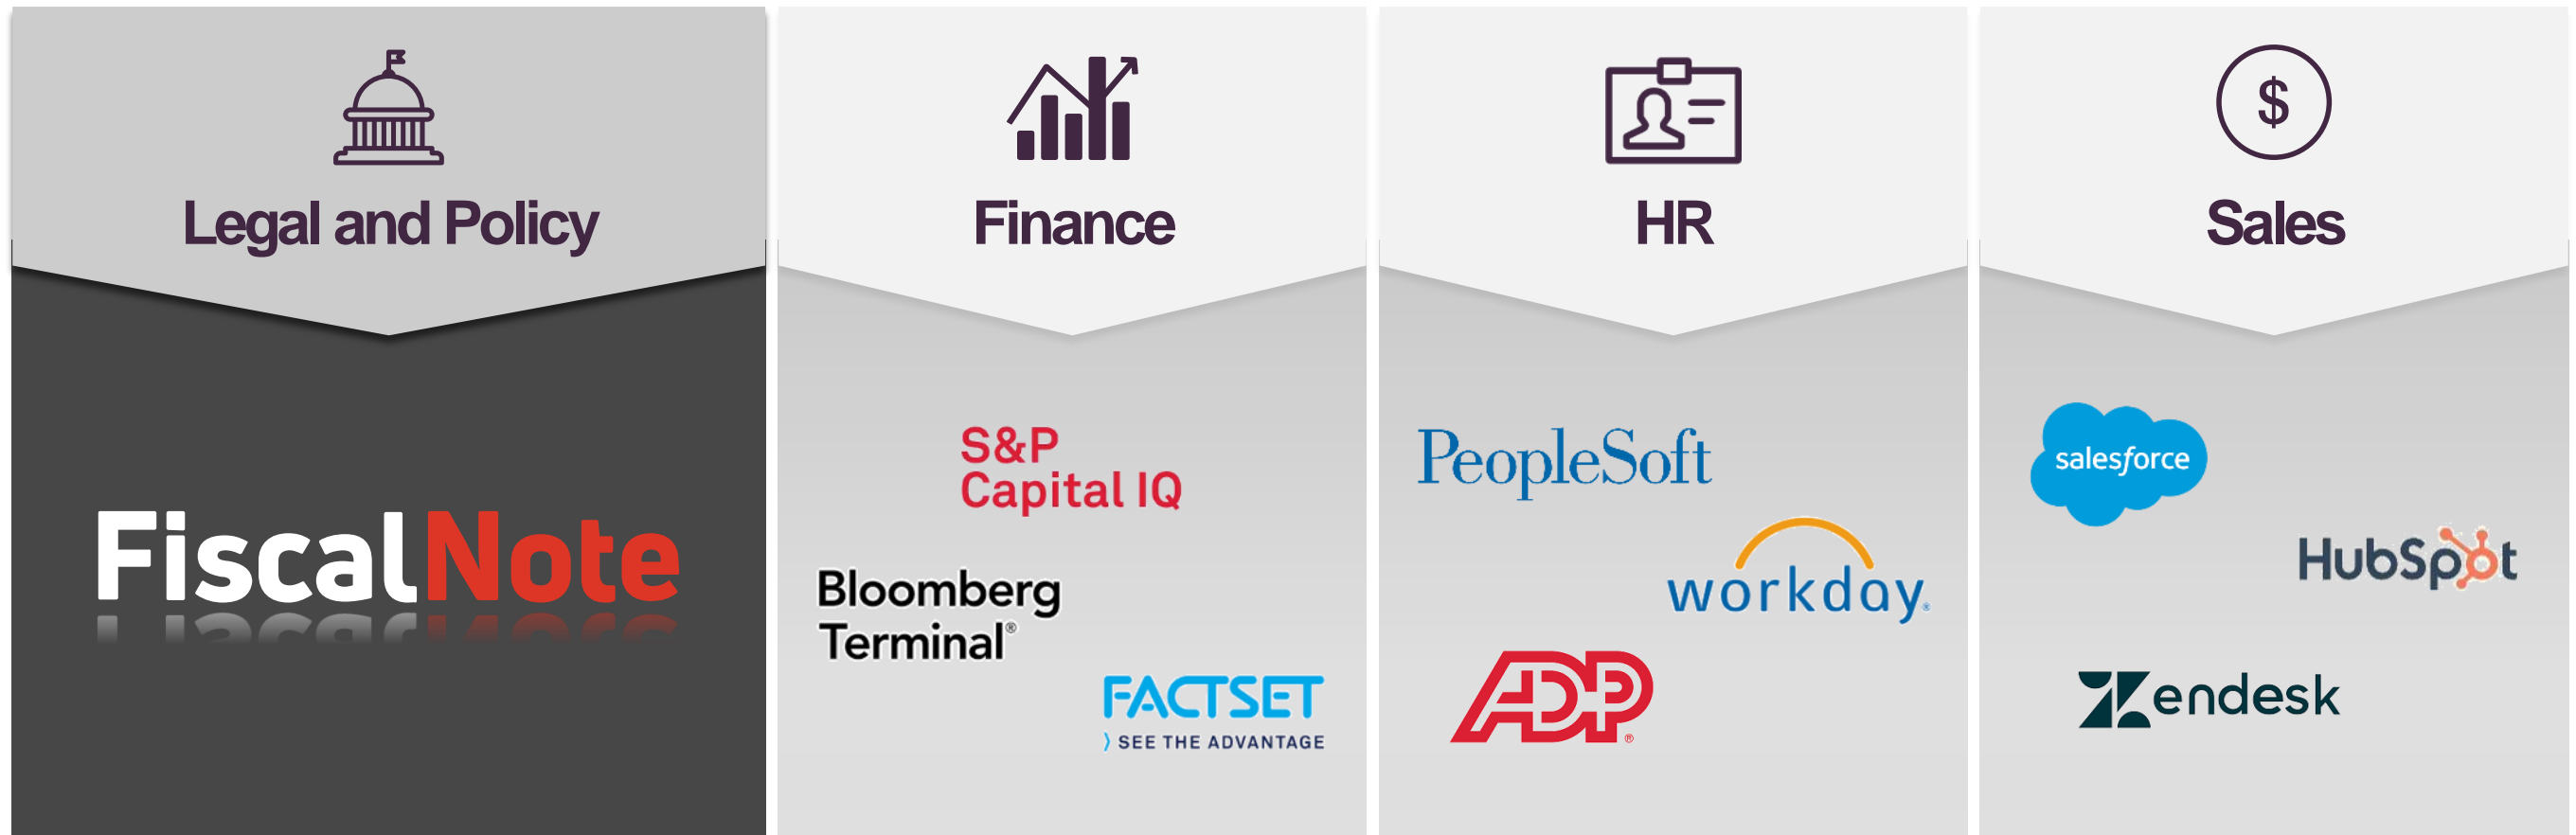 Legal and Policy
FiscalNote
Finance
S&P
Capital IQ
Bloomberg
Terminal®
FACTSET
SEE THE ADVANTAGE
HR
PeopleSoft
workday®
ADP®
Sales
$
salesforce
HubSpot
Zendesk